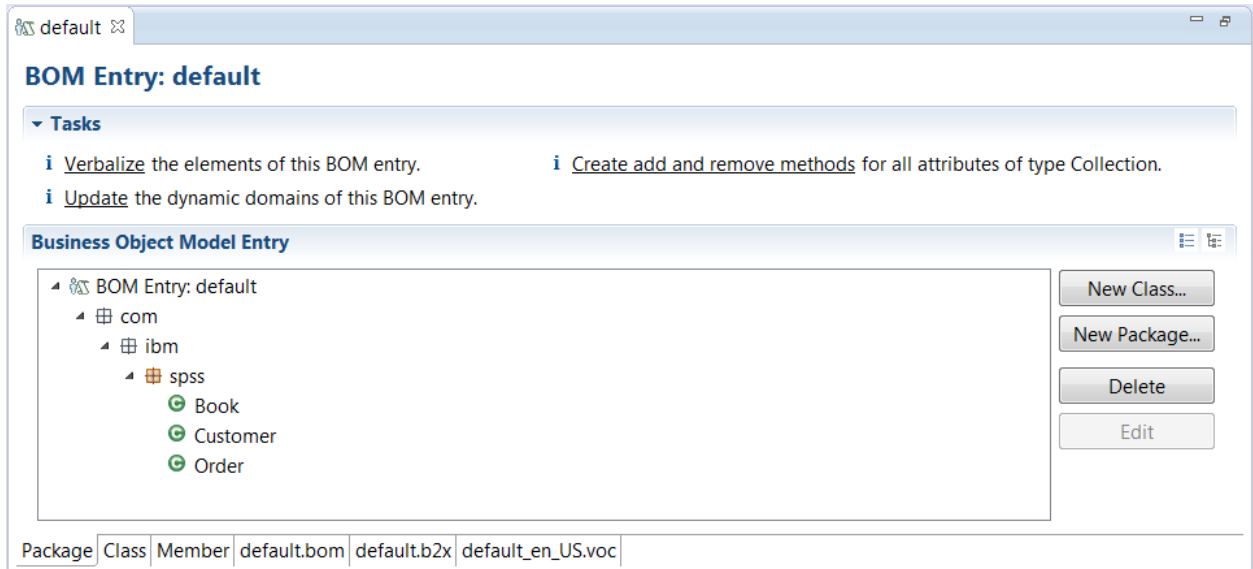 default
BOM Entry: default
Tasks
Verbalize the elements of this BOM entry.
Create add and remove methods for all attributes of type Collection.
Update the dynamic domains of this BOM entry.
Business Object Model Entry
BOM Entry: default
New Class...
com
New Package...
ibm
spss
Delete
Book
Customer
Edit
Order
Package Class Member default.bom default.b2x default_en_US.voc